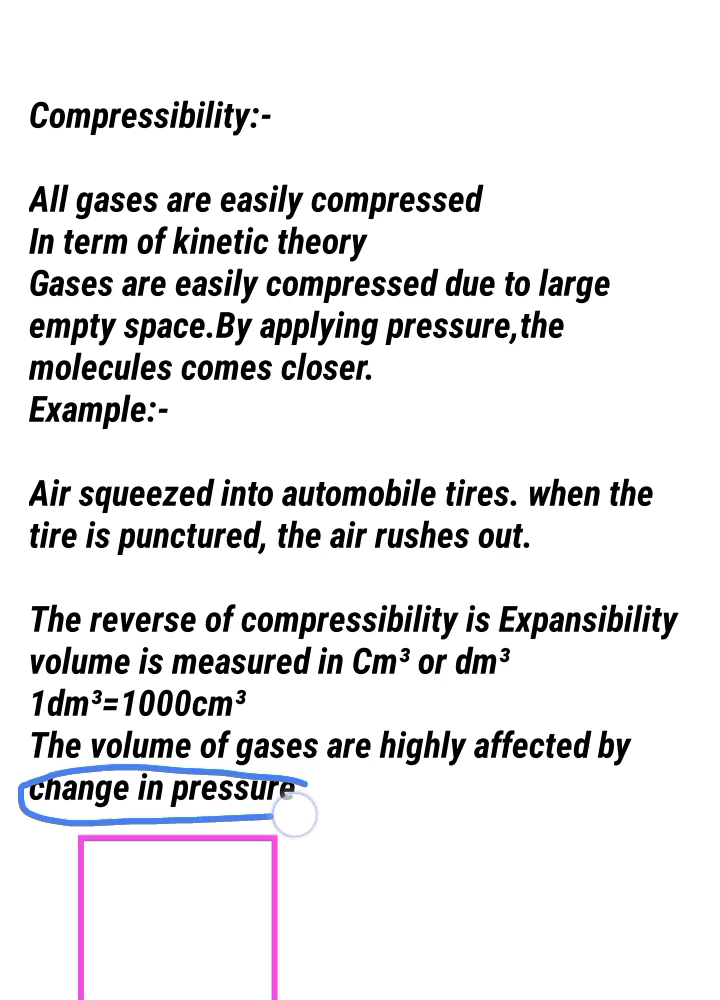 Compressibility:-
All gases are easily compressed
In term of kinetic theory
Gases are easily compressed due to large
empty space.By applying pressure,the
molecules comes closer.
Example:-
Air squeezed into automobile tires. when the
tire is punctured, the air rushes out.
The reverse of compressibility is Expansibility
volume is measured in Cm³ or dm³
1dm³=1000cm³
The volume of gases are highly affected by
change in pressure